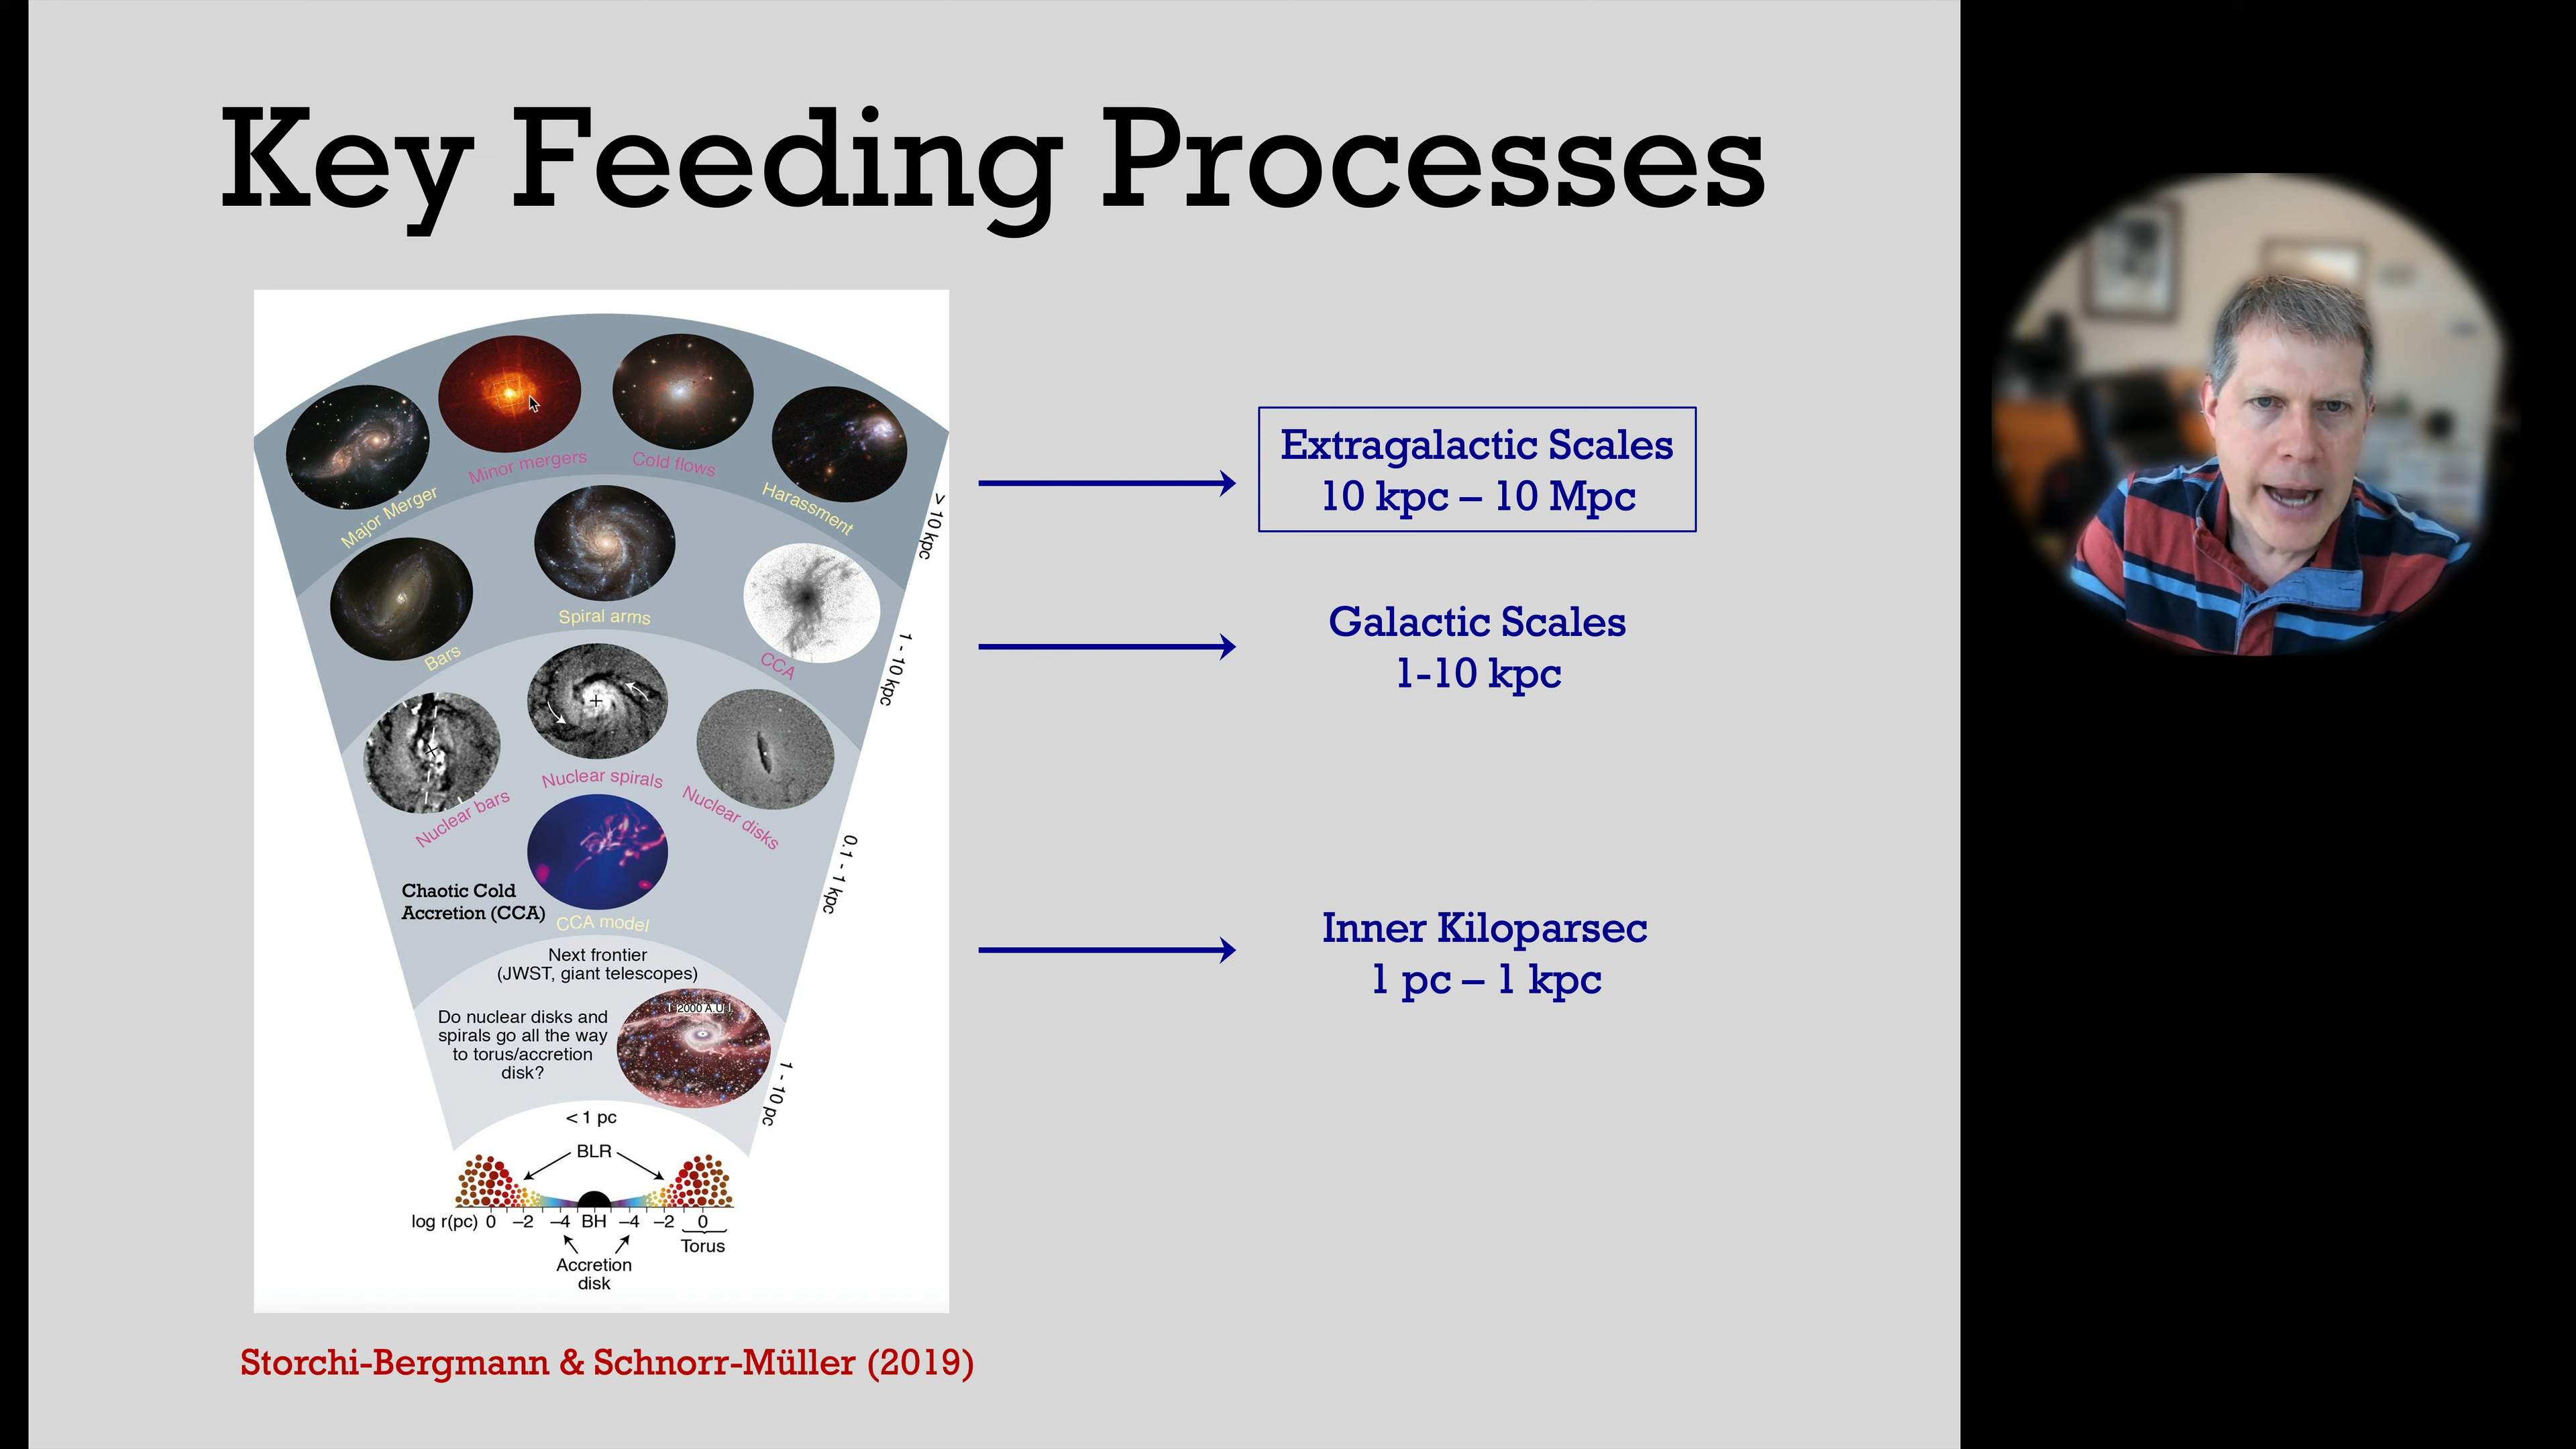 Key Feeding Processes
Minor mergers
Cold flows
Major Merger
Harassment
> 10 kpc
Extragalactic Scales
10 kpc – 10 Mpc
Spiral arms
Bars
CCA
1 - 10 kpc
Galactic Scales
1-10 kpc
Nuclear bars
Nuclear spirals
Nuclear disks
0.1 - 1 kpc
Chaotic Cold
Accretion (CCA)
CCA model
Inner Kiloparsec
1 pc – 1 kpc
Next frontier
(JWST, giant telescopes)
2000 A.U.
Do nuclear disks and
spirals go all the way
to torus/accretion
disk?
1 - 10 pc
< 1 pc
BLR
log r(pc) 0 –2 –4 BH –4 –2 0
Torus
Accretion
disk
Storchi-Bergmann & Schnorr-Müller (2019)